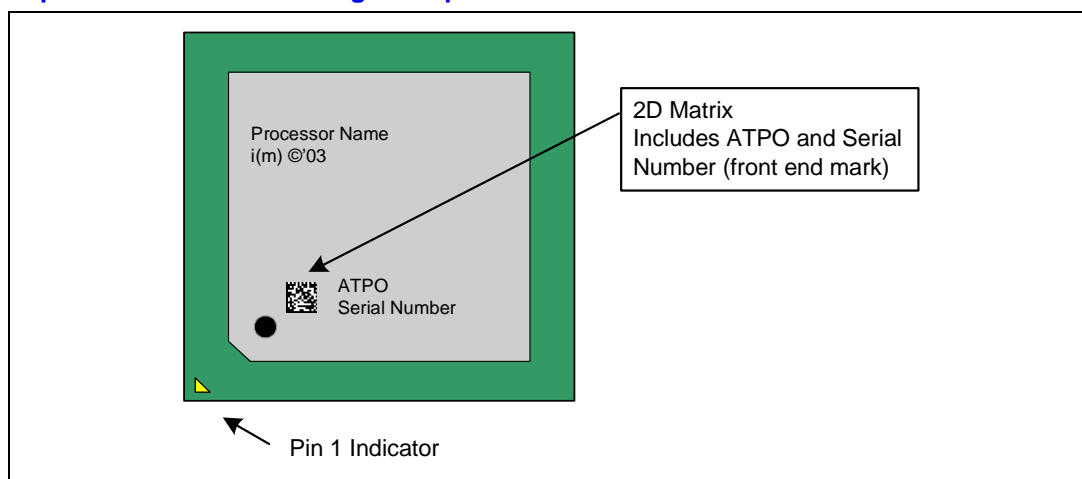 Processor Name
i(m) ©'03
2D Matrix
Includes ATPO and Serial
Number (front end mark)
ATPO
Serial Number
Pin 1 Indicator